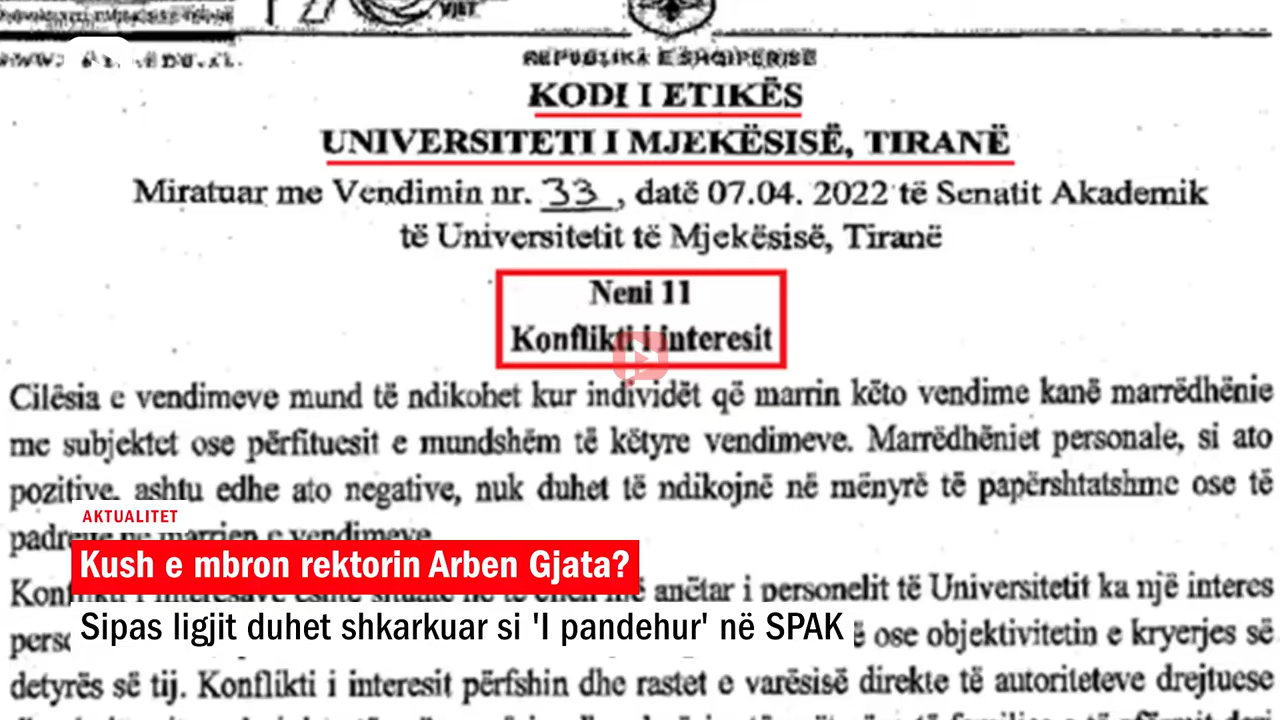 VJET
REPUBLIKA E SHQIPËRISË
KODI I ETIKËS
UNIVERSITETI I MJEKËSISË, TIRANË
Miratuar me Vendimin nr. 33, datë 07.04. 2022 të Senatit Akademik
të Universitetit të Mjekësisë, Tiranë
Neni 11
Konflikti i interesit
Cilësia e vendimeve mund të ndikohet kur individët që marrin këto vendime kanë marrëdhënie
me subjektet ose përfituesit e mundshëm të këtyre vendimeve. Marrëdhëniet personale, si ato
pozitive, ashtu edhe ato negative, nuk duhet të ndikojnë në mënyrë të papërshtatshme ose të
marrjen e vendimeve
AKTUALITET
Kush e mbron rektorin Arben Gjata?
anëtar i personelit të Universitetit ka një interes
Sipas ligjit duhet shkarkuar si 'I pandehur' në SPAK
ose objektivitetin e kryerjes së
detyrës së tij. Konflikti i interesit përfshin dhe rastet e varësisë direkte të autoriteteve drejtuese